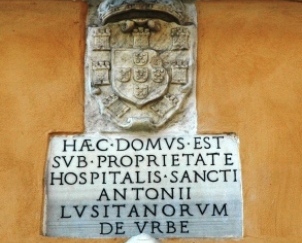 HÆC·DOMVS·EST
SVB·PROPRIETATE
HOSPITALIS·SANCTI
ANTONII
LVSITANORVM
DE VRBE